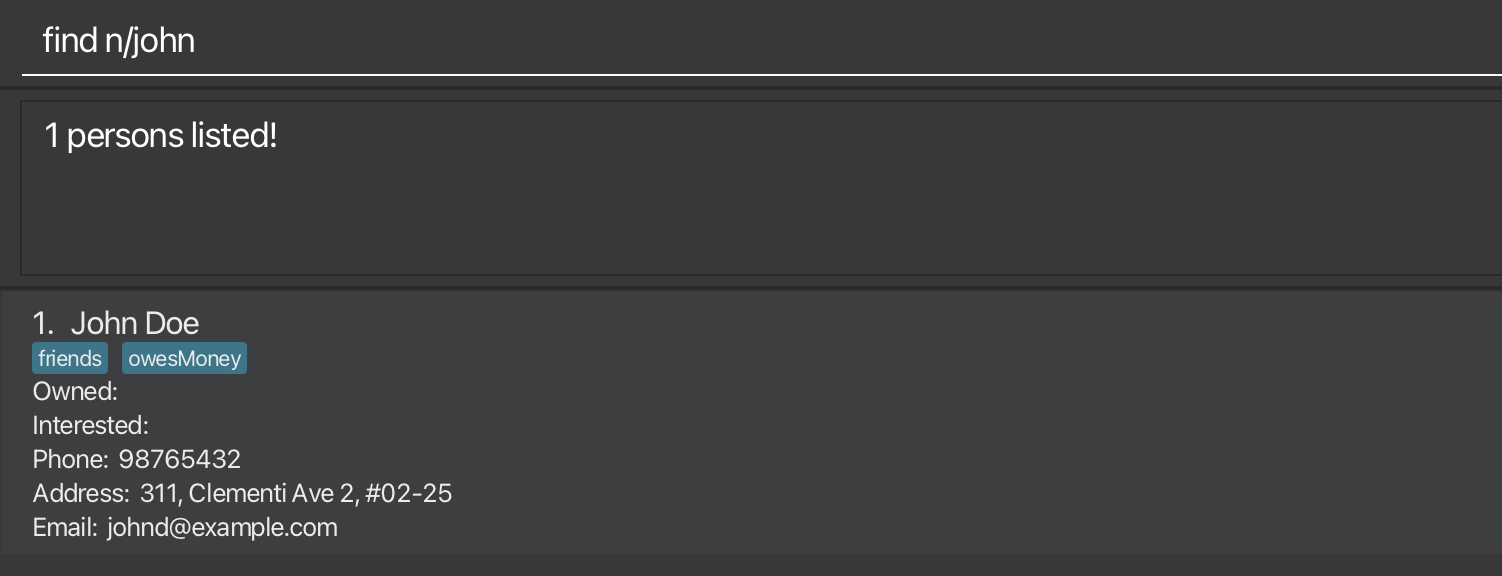 find n/john
1 persons listed!
1. John Doe
friends owesMoney
Owned:
Interested:
Phone: 98765432
Address: 311, Clementi Ave 2, #02-25
Email: johnd@example.com